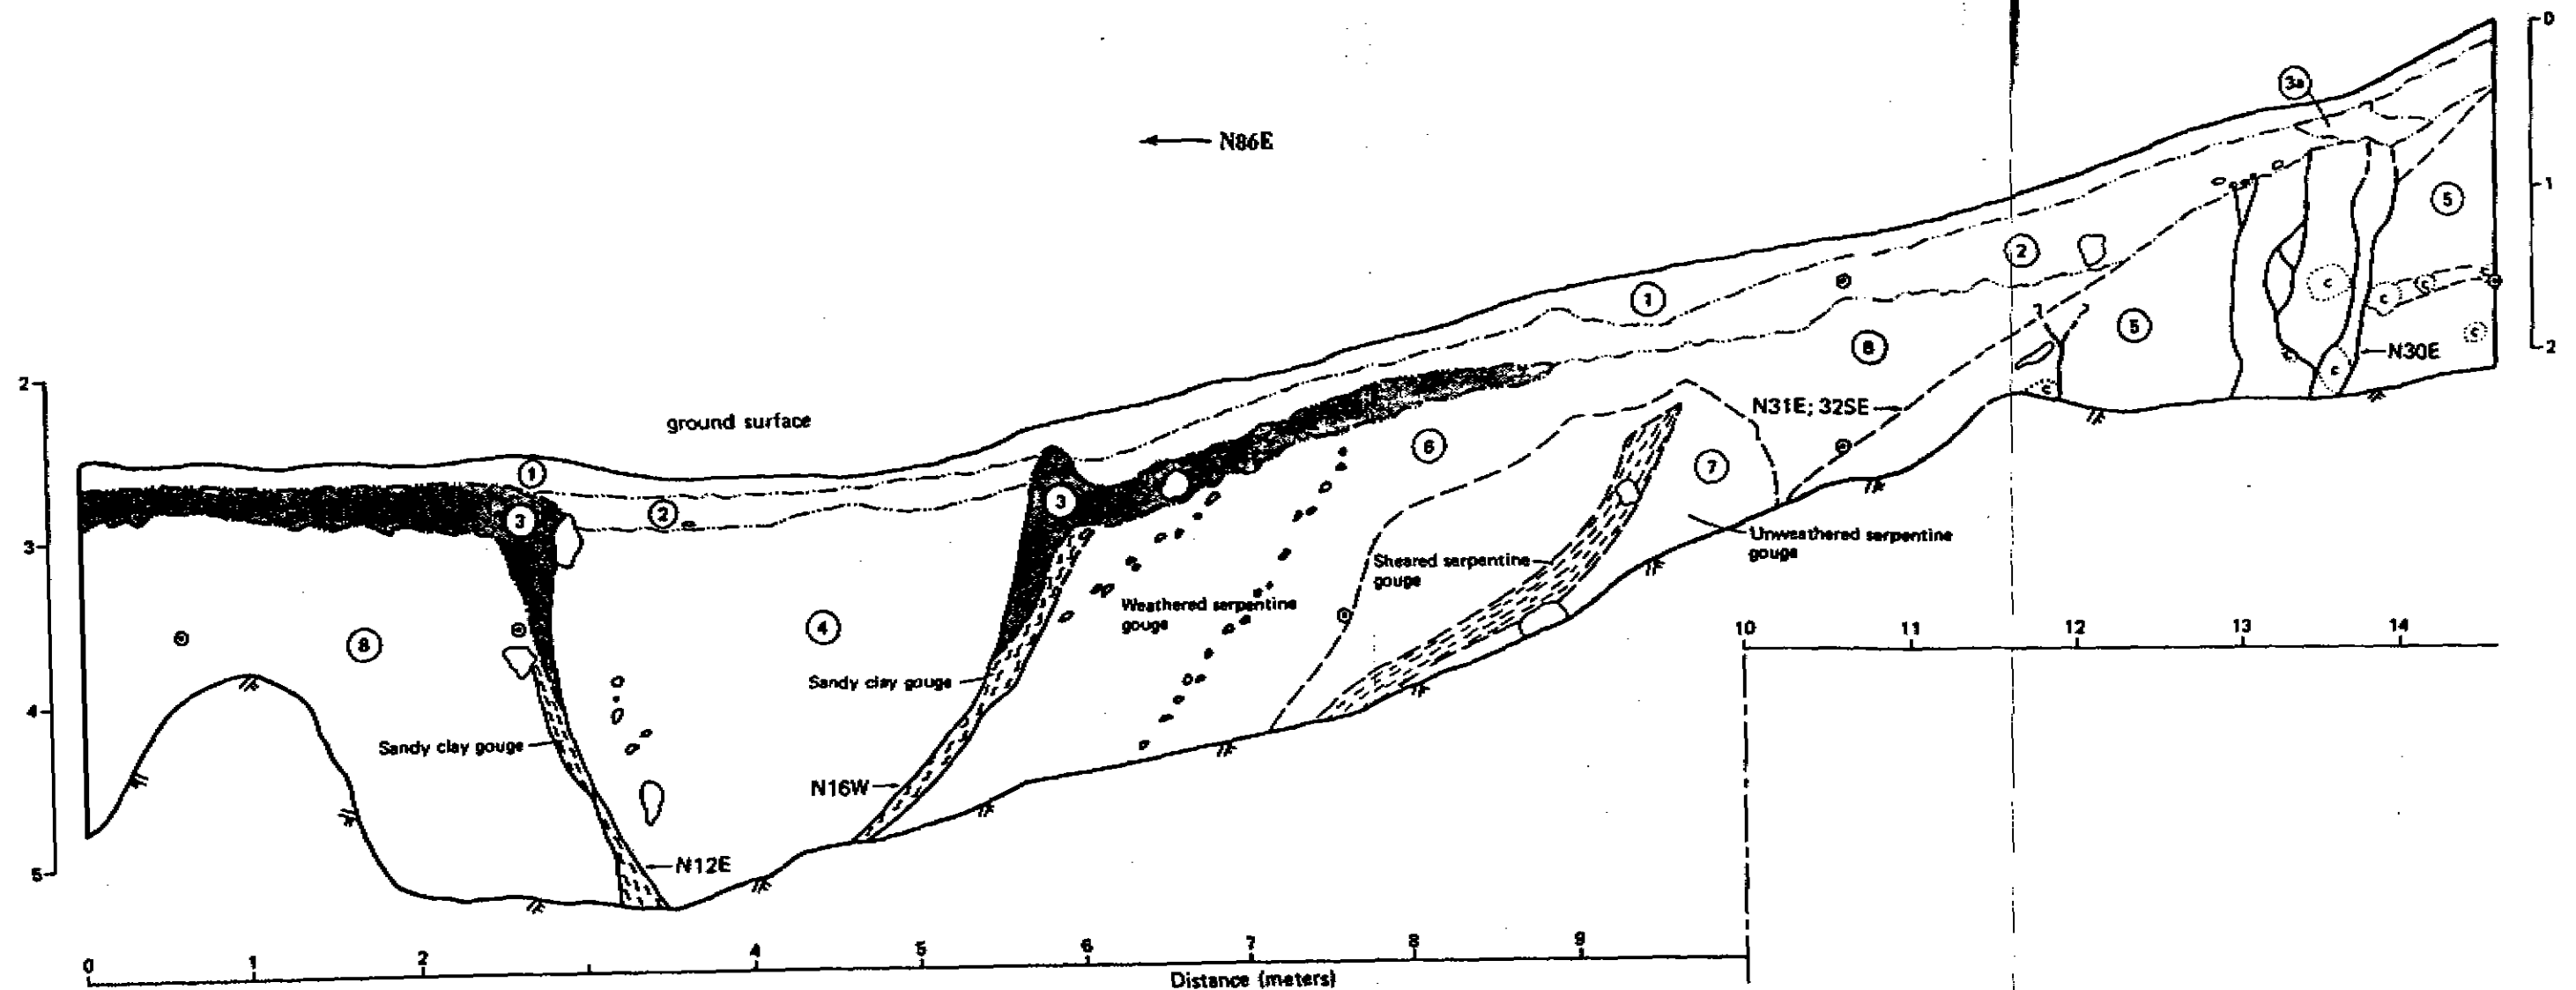 0
3a
N86E
1
5
2
1
5
8
N30E
2
2
N31E; 32SE
ground surface
1
6
7
3
2
3
3
Unweathered serpentine
gouge
Sheared serpentine
gouge
Weathered serpentine
gouge
8
4
10
11
12
13
14
Sandy clay gouge
4
Sandy clay gouge
N16W
N12E
5
0
1
2
4
5
6
7
8
9
Distance (meters)
c
c
c
c
c
c